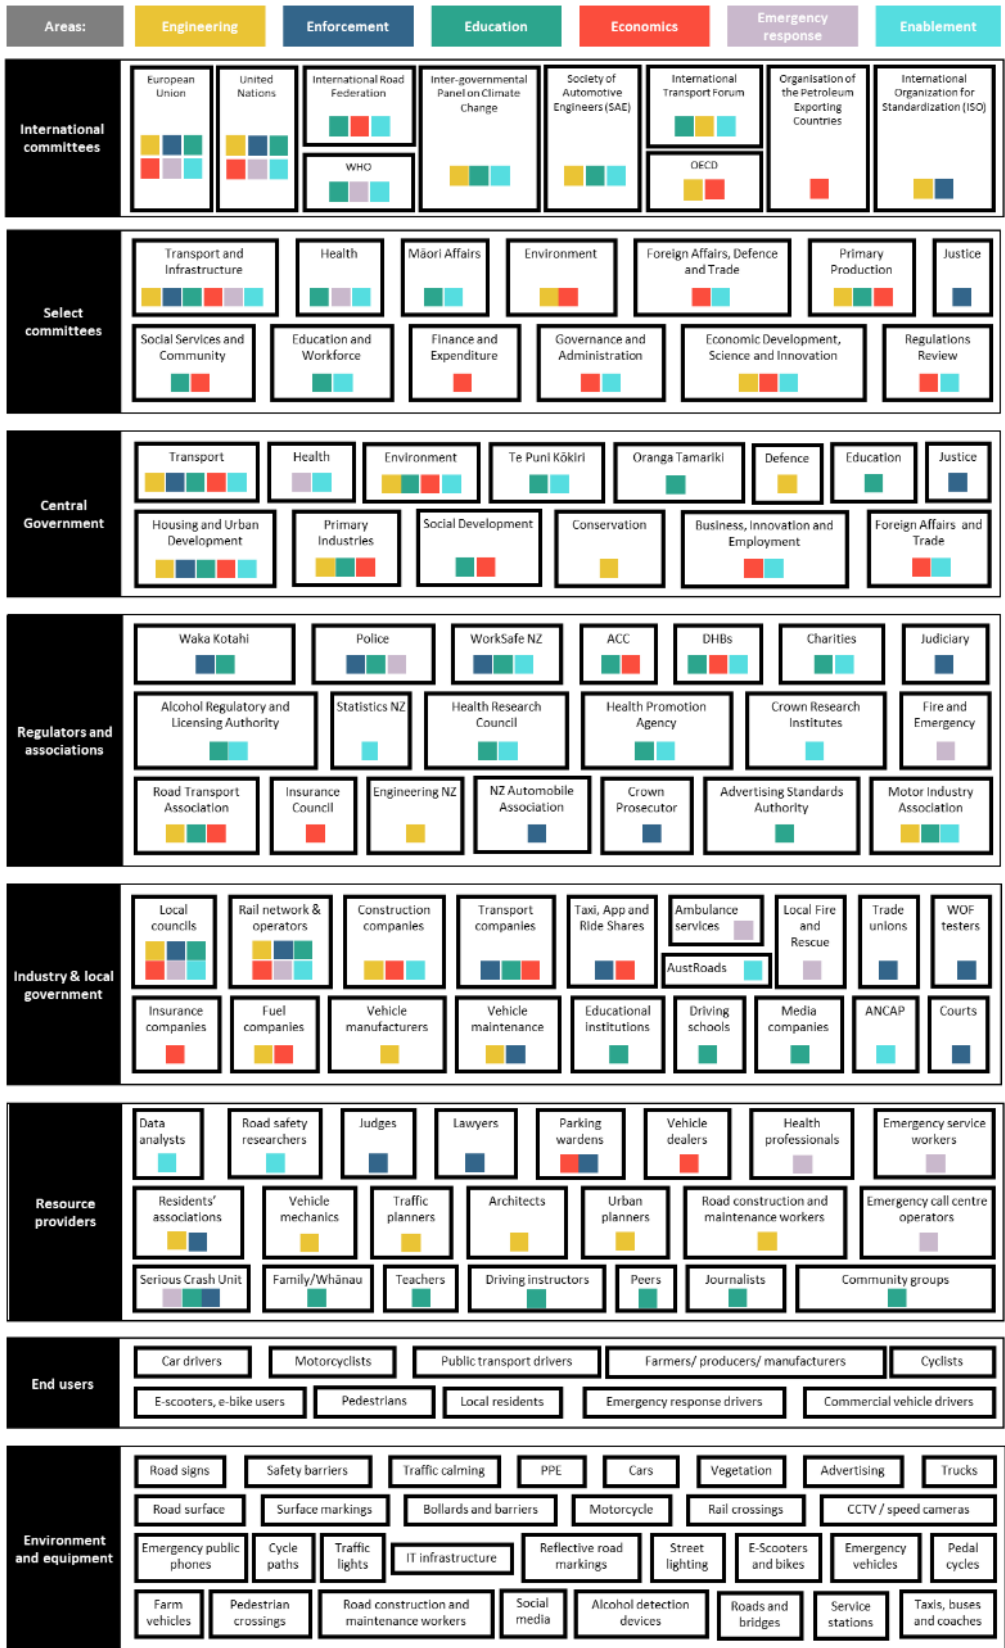 Areas:
Engineering
Enforcement
Education
Economics
Emergency
response
Enablement
International
committees
European
Union
United
Nations
International Road
Federation
WHO
Inter-governmental
Panel on Climate
Change
Society of
Automotive
Engineers (SAE)
International
Transport Forum
OECD
Organisation of
the Petroleum
Exporting
Countries
International
Organization for
Standardization (ISO)
Select
committees
Transport and
Infrastructure
Health
Māori Affairs
Environment
Foreign Affairs, Defence
and Trade
Primary
Production
Justice
Social Services and
Community
Education and
Workforce
Finance and
Expenditure
Governance and
Administration
Economic Development,
Science and Innovation
Regulations
Review
Central
Government
Transport
Health
Environment
Te Puni Kōkiri
Oranga Tamariki
Defence
Education
Justice
Housing and Urban
Development
Primary
Industries
Social Development
Conservation
Business, Innovation and
Employment
Foreign Affairs and
Trade
Regulators and
associations
Waka Kotahi
Police
WorkSafe NZ
ACC
DHBs
Charities
Judiciary
Alcohol Regulatory and
Licensing Authority
Statistics NZ
Health Research
Council
Health Promotion
Agency
Crown Research
Institutes
Fire and
Emergency
Road Transport
Association
Insurance
Council
Engineering NZ
NZ Automobile
Association
Crown
Prosecutor
Advertising Standards
Authority
Motor Industry
Association
Industry & local
government
Local
councils
Rail network &
operators
Construction
companies
Transport
companies
Taxi, App and
Ride Shares
Ambulance
services
AustRoads
Local Fire
and
Rescue
Trade
unions
WOF
testers
Insurance
companies
Fuel
companies
Vehicle
manufacturers
Vehicle
maintenance
Educational
institutions
Driving
schools
Media
companies
ANCAP
Courts
Resource
providers
Data
analysts
Road safety
researchers
Judges
Lawyers
Parking
wardens
Vehicle
dealers
Health
professionals
Emergency service
workers
Residents'
associations
Vehicle
mechanics
Traffic
planners
Architects
Urban
planners
Road construction and
maintenance workers
Emergency call centre
operators
Serious Crash Unit
Family/Whānau
Teachers
Driving instructors
Peers
Journalists
Community groups
End users
Car drivers
Motorcyclists
Public transport drivers
Farmers/ producers/ manufacturers
Cyclists
E-scooters, e-bike users
Pedestrians
Local residents
Emergency response drivers
Commercial vehicle drivers
Environment
and equipment
Road signs
Safety barriers
Traffic calming
PPE
Cars
Vegetation
Advertising
Trucks
Road surface
Surface markings
Bollards and barriers
Motorcycle
Rail crossings
CCTV / speed cameras
Emergency public
phones
Cycle
paths
Traffic
lights
IT infrastructure
Reflective road
markings
Street
lighting
E-Scooters
and bikes
Emergency
vehicles
Pedal
cycles
Farm
vehicles
Pedestrian
crossings
Road construction and
maintenance workers
Social
media
Alcohol detection
devices
Roads and
bridges
Service
stations
Taxis, buses
and coaches